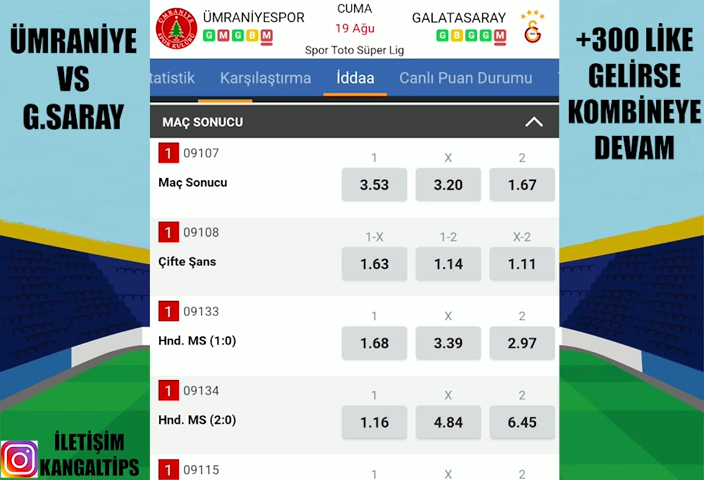 ÜMRANİYE
VS
G.SARAY
ÜMRANİYESPOR
G M G B M
CUMA
19 Ağu
Spor Toto Süper Lig
GALATASARAY
G B G G M
+300 LİKE
GELİRSE
KOMBİNEYE
DEVAM
tatistik Karşılaştırma İddaa Canlı Puan Durumu
MAÇ SONUCU
1 09107 1 X 2
Maç Sonucu 3.53 3.20 1.67
1 09108 1-X 1-2 X-2
Çifte Şans 1.63 1.14 1.11
1 09133 1 X 2
Hnd. MS (1:0) 1.68 3.39 2.97
1 09134 1 X 2
Hnd. MS (2:0) 1.16 4.84 6.45
1 09115 1 X 2
İLETİŞİM
KANGALTİPS